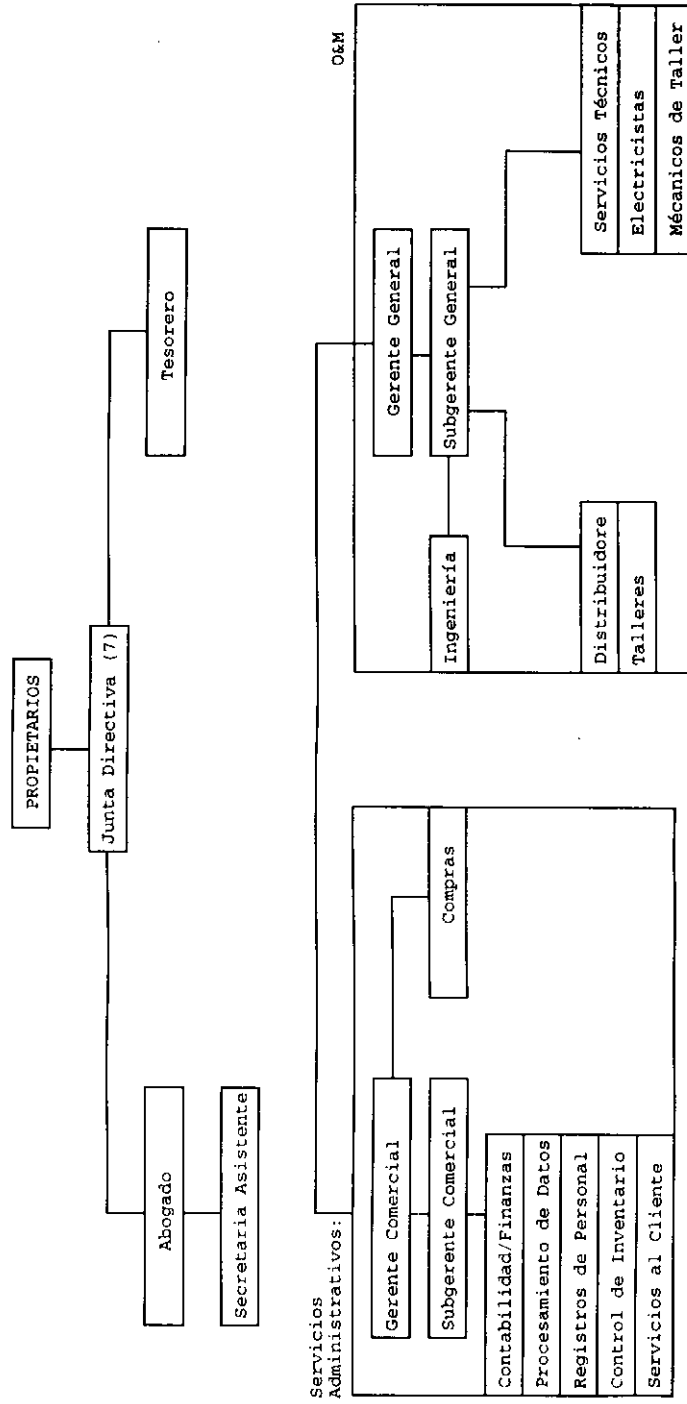 PROPIETARIOS
Junta Directiva (7)
Abogado
Tesorero
Secretaria Asistente
Servicios
Administrativos:
O&M
Gerente Comercial
Subgerente Comercial
Compras
Contabilidad/Finanzas
Procesamiento de Datos
Registros de Personal
Control de Inventario
Servicios al Cliente
Gerente General
Ingeniería
Subgerente General
Distribuidore
Talleres
Servicios Técnicos
Electricistas
Mécanicos de Taller